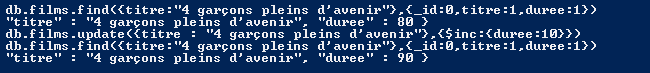 db.films.find({titre:"4 garçons pleins d'avenir"},{_id:0,titre:1,duree:1})
"titre" : "4 garçons pleins d'avenir", "duree" : 80 }
db.films.update({titre : "4 garçons pleins d'avenir"},{$inc:{duree:10}})
db.films.find({titre:"4 garçons pleins d'avenir"},{_id:0,titre:1,duree:1})
"titre" : "4 garçons pleins d'avenir", "duree" : 90 }